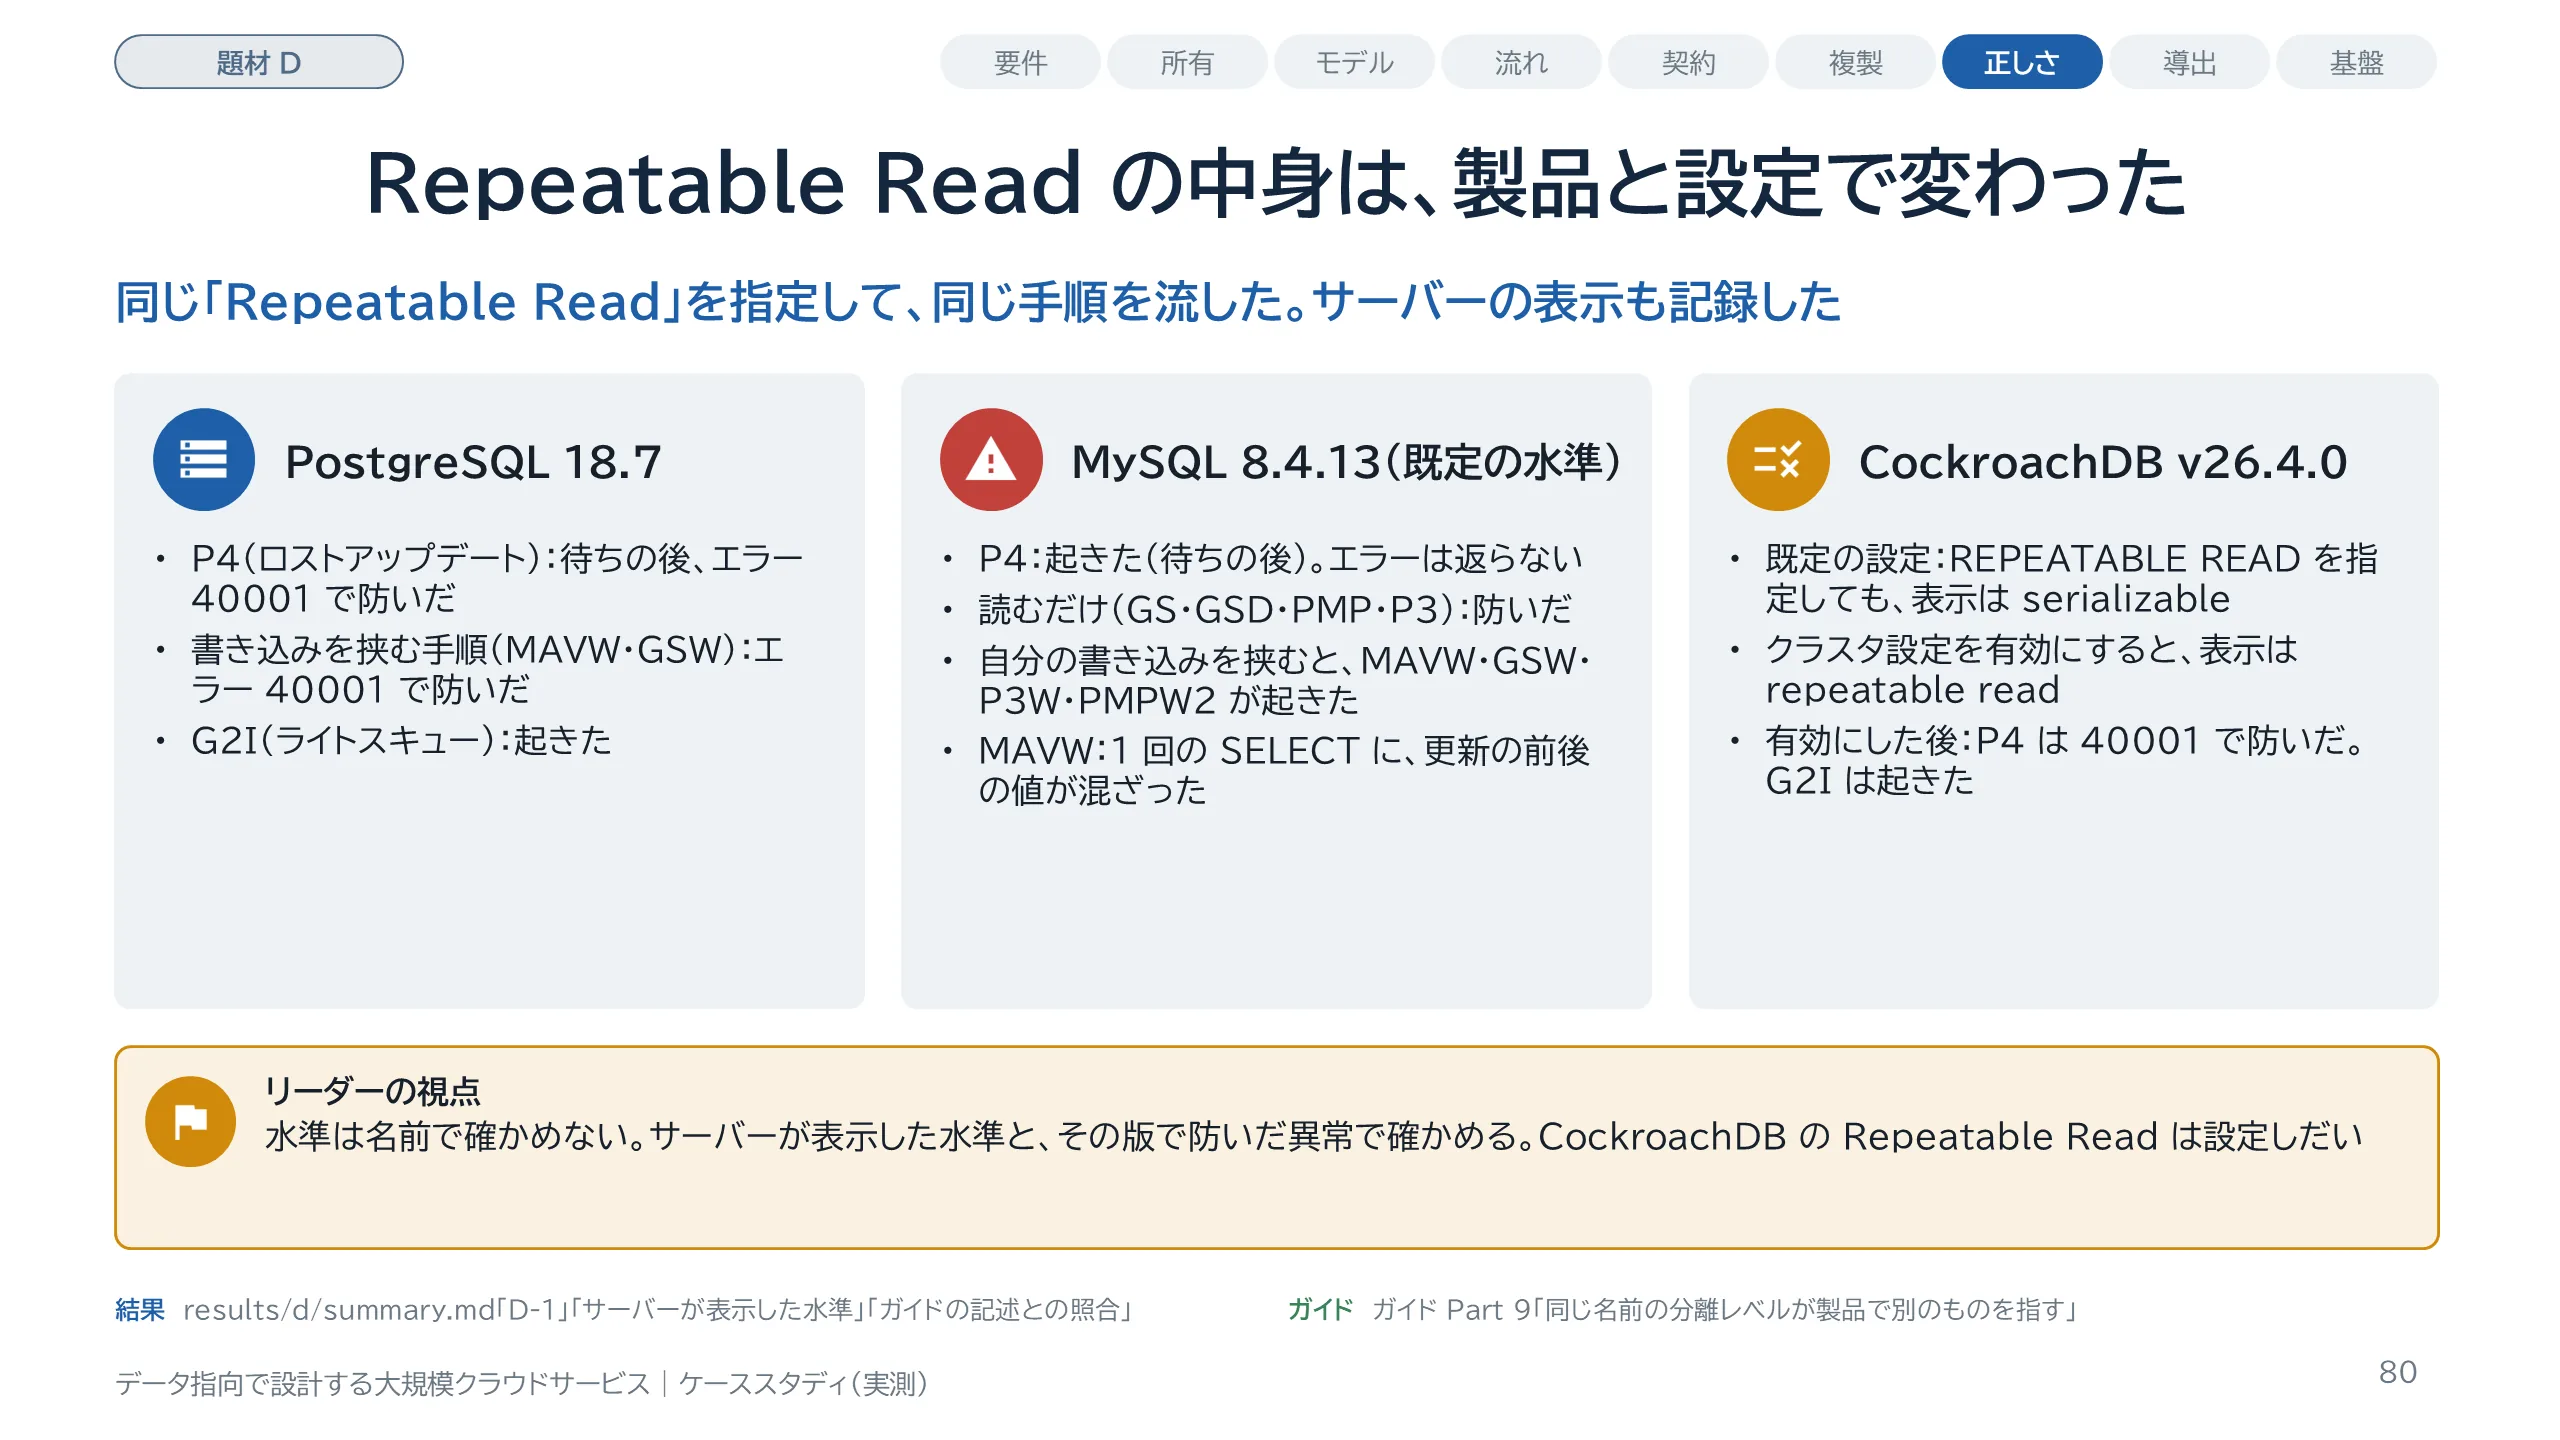 題材 D
要件
所有
モデル
流れ
契約
複製
正しさ
導出
基盤
Repeatable Read の中身は、製品と設定で変わった
同じ「Repeatable Read」を指定して、同じ手順を流した。サーバーの表示も記録した
PostgreSQL 18.7
• P4(ロストアップデート):待ちの後、エラー
40001 で防いだ
• 書き込みを挟む手順(MAVW・GSW):エ
ラー 40001 で防いだ
• G2I(ライトスキュー):起きた
MySQL 8.4.13(既定の水準)
• P4:起きた(待ちの後)。エラーは返らない
• 読むだけ(GS・GSD・PMP・P3):防いだ
• 自分の書き込みを挟むと、MAVW・GSW・
P3W・PMPW2 が起きた
• MAVW:1 回の SELECT に、更新の前後
の値が混ざった
CockroachDB v26.4.0
• 既定の設定:REPEATABLE READ を指
定しても、表示は serializable
• クラスタ設定を有効にすると、表示は
repeatable read
• 有効にした後:P4 は 40001 で防いだ。
G2I は起きた
リーダーの視点
水準は名前で確かめない。サーバーが表示した水準と、その版で防いだ異常で確かめる。CockroachDB の Repeatable Read は設定しだい
結果 results/d/summary.md「D-1」「サーバーが表示した水準」「ガイドの記述との照合」
ガイド ガイド Part 9「同じ名前の分離レベルが製品で別のものを指す」
データ指向で設計する大規模クラウドサービス｜ケーススタディ(実測)
80